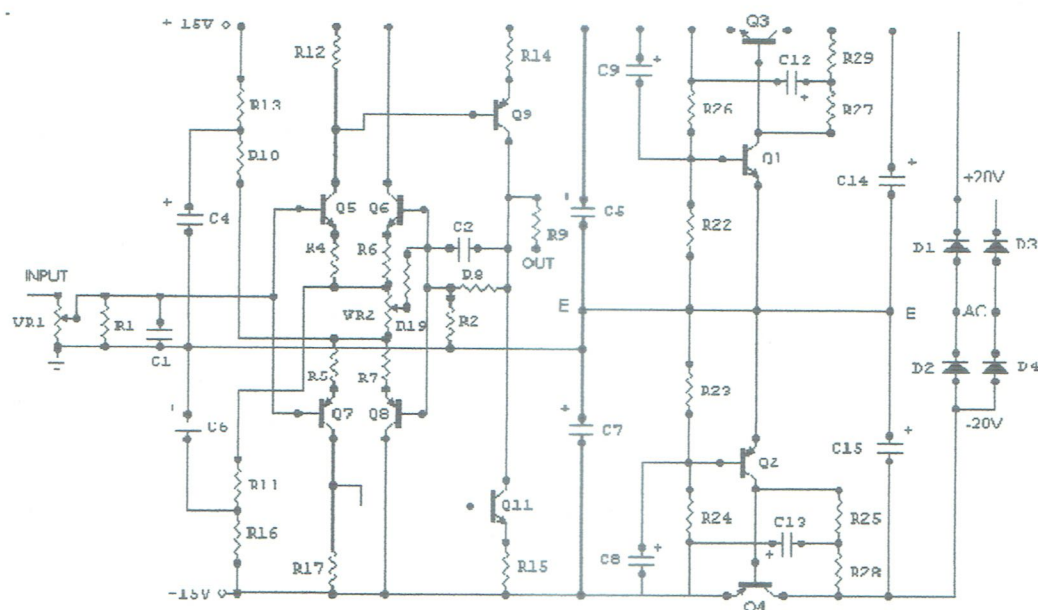 + 15V
R12
R14
C9
Q3
C12
R29
R13
R26
R27
Q9
R10
Q1
C4
Q5
Q6
C14
+20V
R4
R6
C2
R9
C5
R22
D1
D3
OUT
INPUT
R8
E
E
AC
VR1
R1
C1
VR2
R19
R2
R5
R7
R23
D2
D4
C6
Q7
Q8
C7
-20V
Q2
C15
R11
Q11
R24
C13
R25
R16
R17
R15
C8
R28
-15V
Q4